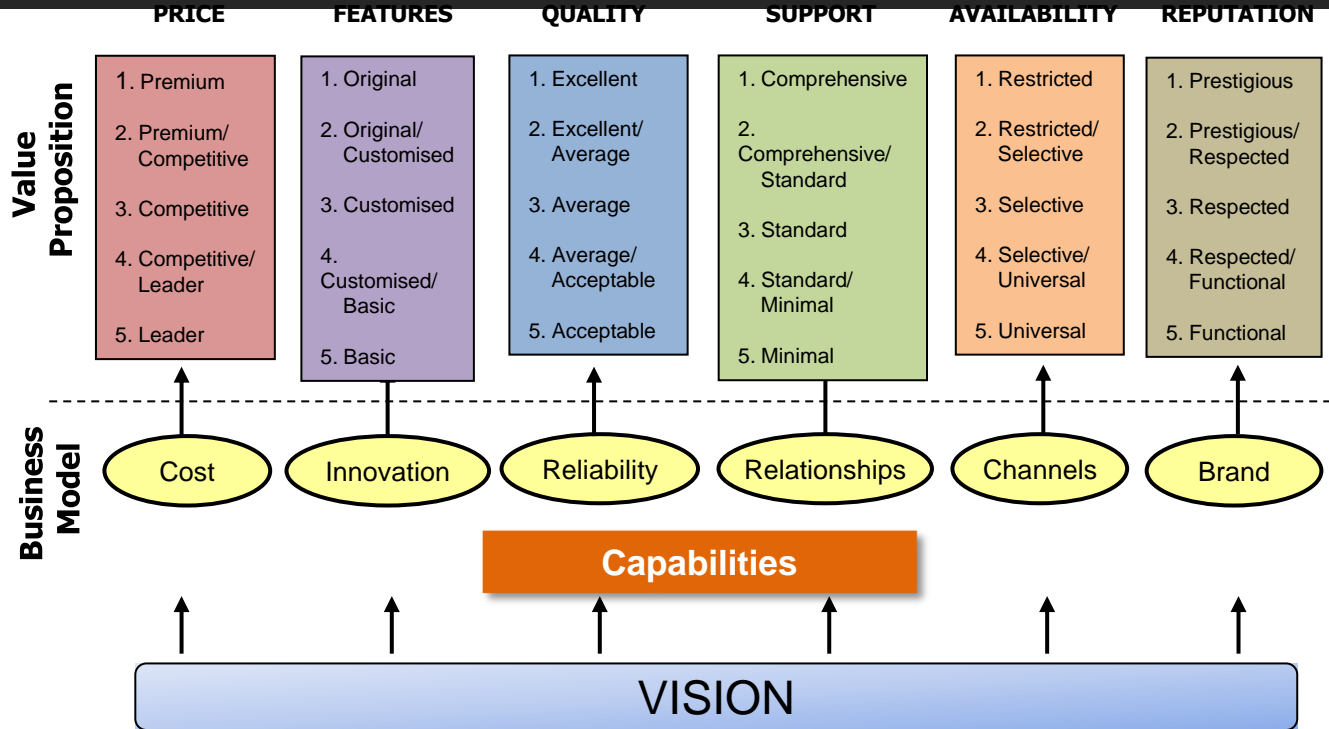 PRICE
FEATURES
QUALITY
SUPPORT
AVAILABILITY
REPUTATION
Value
Proposition
1. Premium
2. Premium/
Competitive
3. Competitive
4. Competitive/
Leader
5. Leader
1. Original
2. Original/
Customised
3. Customised
4.
Customised/
Basic
5. Basic
1. Excellent
2. Excellent/
Average
3. Average
4. Average/
Acceptable
5. Acceptable
1. Comprehensive
2.
Comprehensive/
Standard
3. Standard
4. Standard/
Minimal
5. Minimal
1. Restricted
2. Restricted/
Selective
3. Selective
4. Selective/
Universal
5. Universal
1. Prestigious
2. Prestigious/
Respected
3. Respected
4. Respected/
Functional
5. Functional
Business
Model
Cost
Innovation
Reliability
Relationships
Channels
Brand
Capabilities
VISION